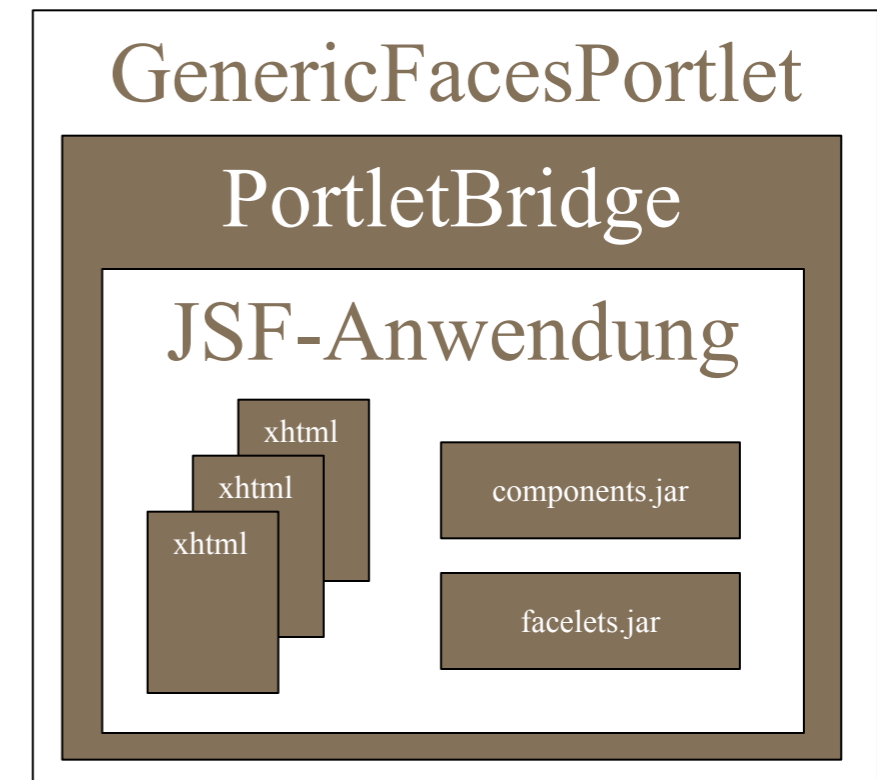 GenericFacesPortlet
PortletBridge
JSF-Anwendung
xhtml
xhtml
xhtml
components.jar
facelets.jar